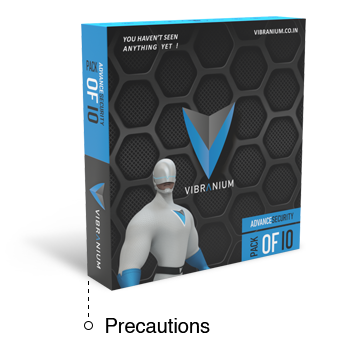 YOU HAVEN'T SEEN
ANYTHING YET !
VIBRANIUM.CO.IN
VIBRANIUM
ADVANCESECURITY
PACK OF 10
PACK OF 10
ADVANCE SECURITY
VIBRANIUM
Precautions